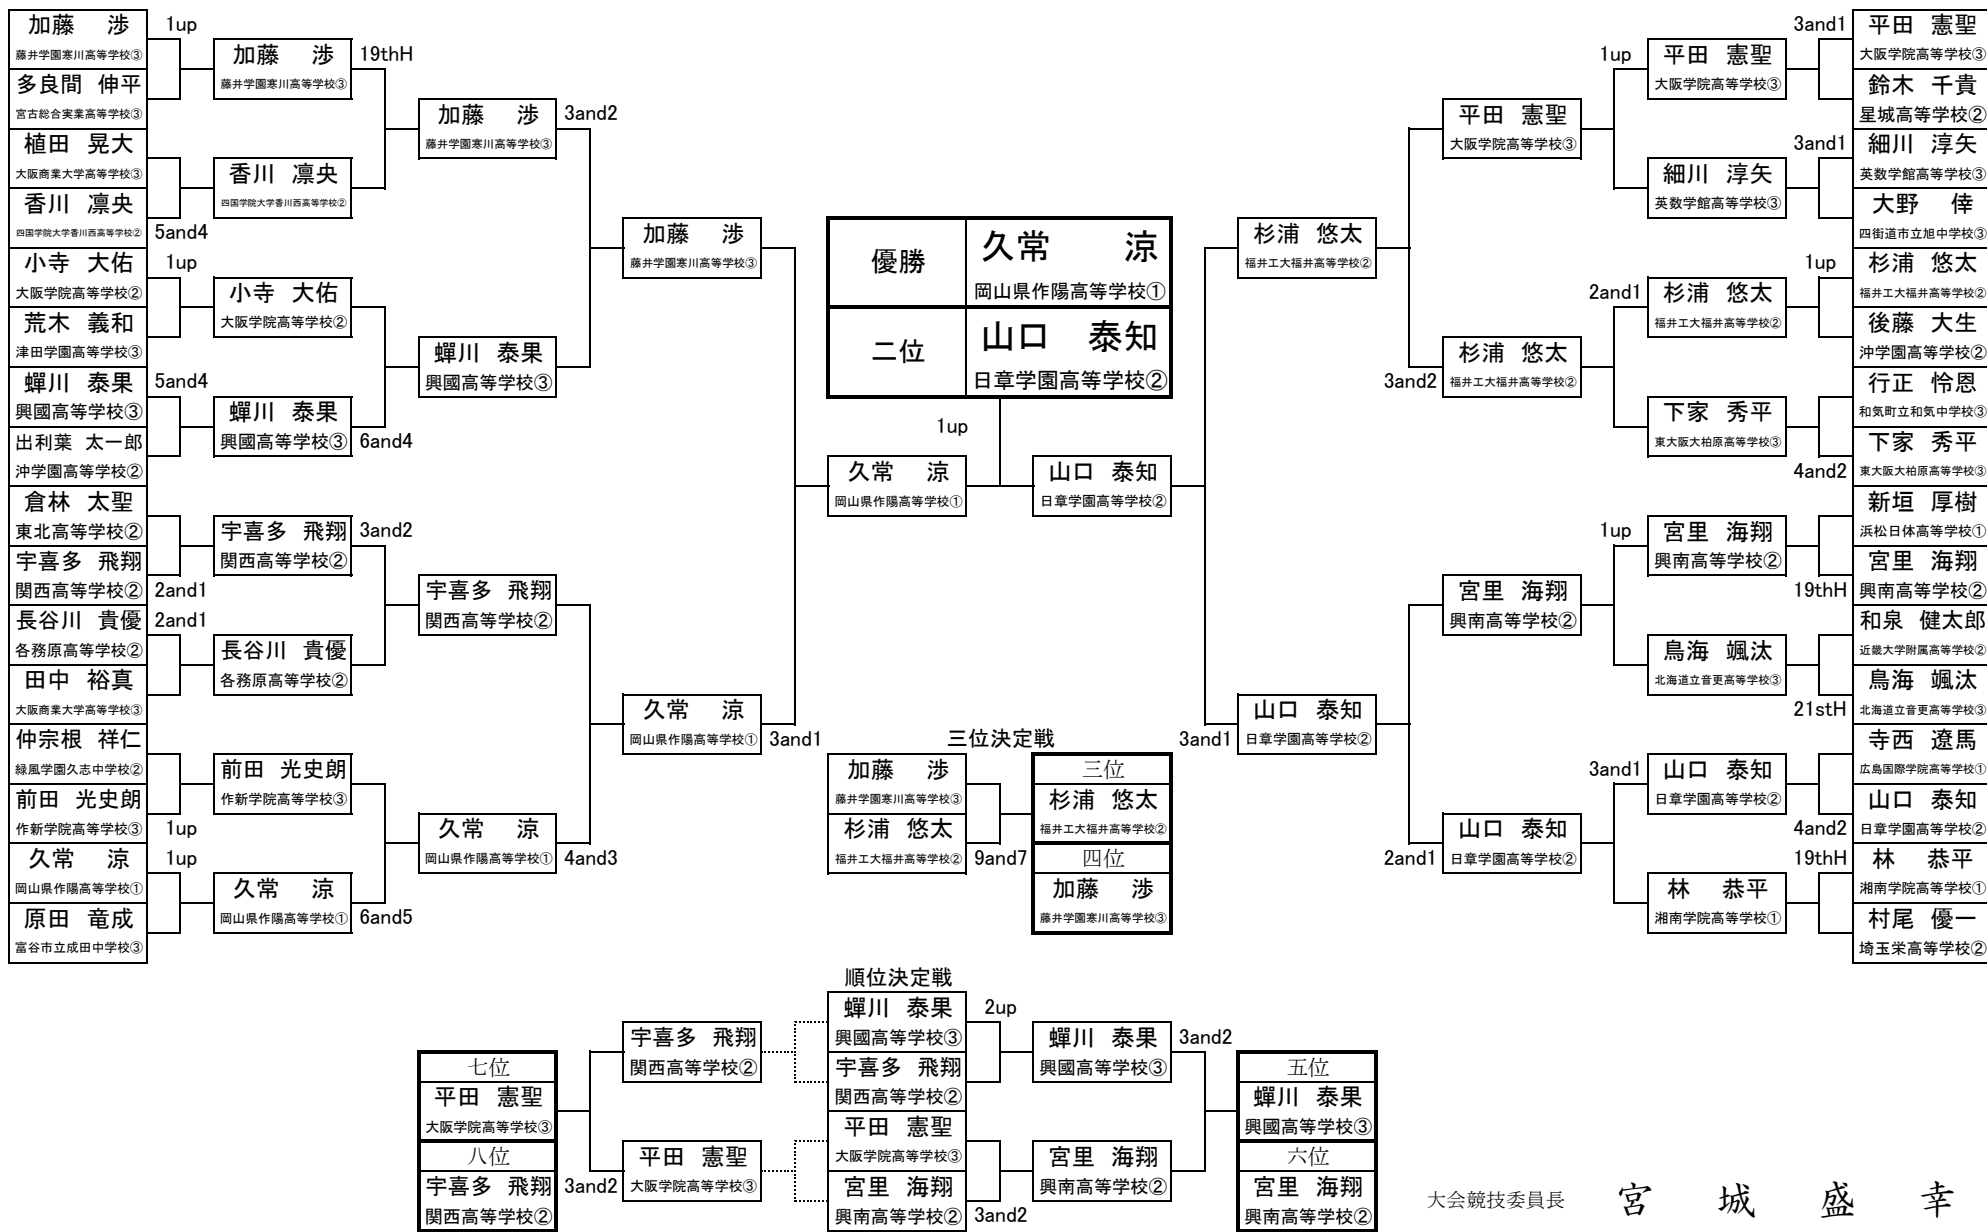 加藤　渉
藤井学園寒川高等学校③
多良間 伸平
宮古総合実業高等学校③
植田 晃大
大阪商業大学高等学校③
香川 凛央
四国学院大学香川西高等学校②
小寺 大佑
大阪学院高等学校②
荒木 義和
津田学園高等学校③
蟬川 泰果
興國高等学校③
出利葉 太一郎
沖学園高等学校②
倉林 太聖
東北高等学校②
宇喜多 飛翔
関西高等学校②
長谷川 貴優
各務原高等学校②
田中 裕真
大阪商業大学高等学校③
仲宗根 祥仁
緑風学園久志中学校②
前田 光史朗
作新学院高等学校③
久常　涼
岡山県作陽高等学校①
原田 竜成
富谷市立成田中学校③
1up
5and4
1up
5and4
2and1
2and1
1up
1up
加藤　渉
藤井学園寒川高等学校③
香川 凛央
四国学院大学香川西高等学校②
小寺 大佑
大阪学院高等学校②
蟬川 泰果
興國高等学校③
宇喜多 飛翔
関西高等学校②
長谷川 貴優
各務原高等学校②
前田 光史朗
作新学院高等学校③
久常　涼
岡山県作陽高等学校①
19thH
6and4
3and2
6and5
加藤　渉
藤井学園寒川高等学校③
蟬川 泰果
興國高等学校③
宇喜多 飛翔
関西高等学校②
久常　涼
岡山県作陽高等学校①
3and2
4and3
加藤　渉
藤井学園寒川高等学校③
久常　涼
岡山県作陽高等学校①
3and1
優勝
久常　涼
岡山県作陽高等学校①
二位
山口　泰知
日章学園高等学校②
1up
久常　涼
岡山県作陽高等学校①
山口 泰知
日章学園高等学校②
三位決定戦
加藤　渉
藤井学園寒川高等学校③
杉浦 悠太
福井工大福井高等学校②
9and7
三位
杉浦 悠太
福井工大福井高等学校②
四位
加藤　渉
藤井学園寒川高等学校③
杉浦 悠太
福井工大福井高等学校②
山口 泰知
日章学園高等学校②
3and1
平田 憲聖
大阪学院高等学校③
杉浦 悠太
福井工大福井高等学校②
宮里 海翔
興南高等学校②
山口 泰知
日章学園高等学校②
3and2
2and1
平田 憲聖
大阪学院高等学校③
細川 淳矢
英数学館高等学校③
杉浦 悠太
福井工大福井高等学校②
下家 秀平
東大阪大柏原高等学校③
宮里 海翔
興南高等学校②
鳥海 颯汰
北海道立音更高等学校③
山口 泰知
日章学園高等学校②
林　恭平
湘南学院高等学校①
1up
2and1
1up
3and1
3and1
3and1
1up
4and2
19thH
21stH
4and2
19thH
平田 憲聖
大阪学院高等学校③
鈴木 千貴
星城高等学校②
細川 淳矢
英数学館高等学校③
大野　倖
四街道市立旭中学校③
杉浦 悠太
福井工大福井高等学校②
後藤 大生
沖学園高等学校②
行正 怜恩
和気町立和気中学校③
下家 秀平
東大阪大柏原高等学校③
新垣 厚樹
浜松日体高等学校①
宮里 海翔
興南高等学校②
和泉 健太郎
近畿大学附属高等学校②
鳥海 颯汰
北海道立音更高等学校③
寺西 遼馬
広島国際学院高等学校①
山口 泰知
日章学園高等学校②
林　恭平
湘南学院高等学校①
村尾 優一
埼玉栄高等学校②
順位決定戦
蟬川 泰果
興國高等学校③
宇喜多 飛翔
関西高等学校②
平田 憲聖
大阪学院高等学校③
宮里 海翔
興南高等学校②
2up
3and2
宇喜多 飛翔
関西高等学校②
平田 憲聖
大阪学院高等学校③
3and2
七位
平田 憲聖
大阪学院高等学校③
八位
宇喜多 飛翔
関西高等学校②
蟬川 泰果
興國高等学校③
宮里 海翔
興南高等学校②
3and2
五位
蟬川 泰果
興國高等学校③
六位
宮里 海翔
興南高等学校②
大会競技委員長　宮　城　盛　幸